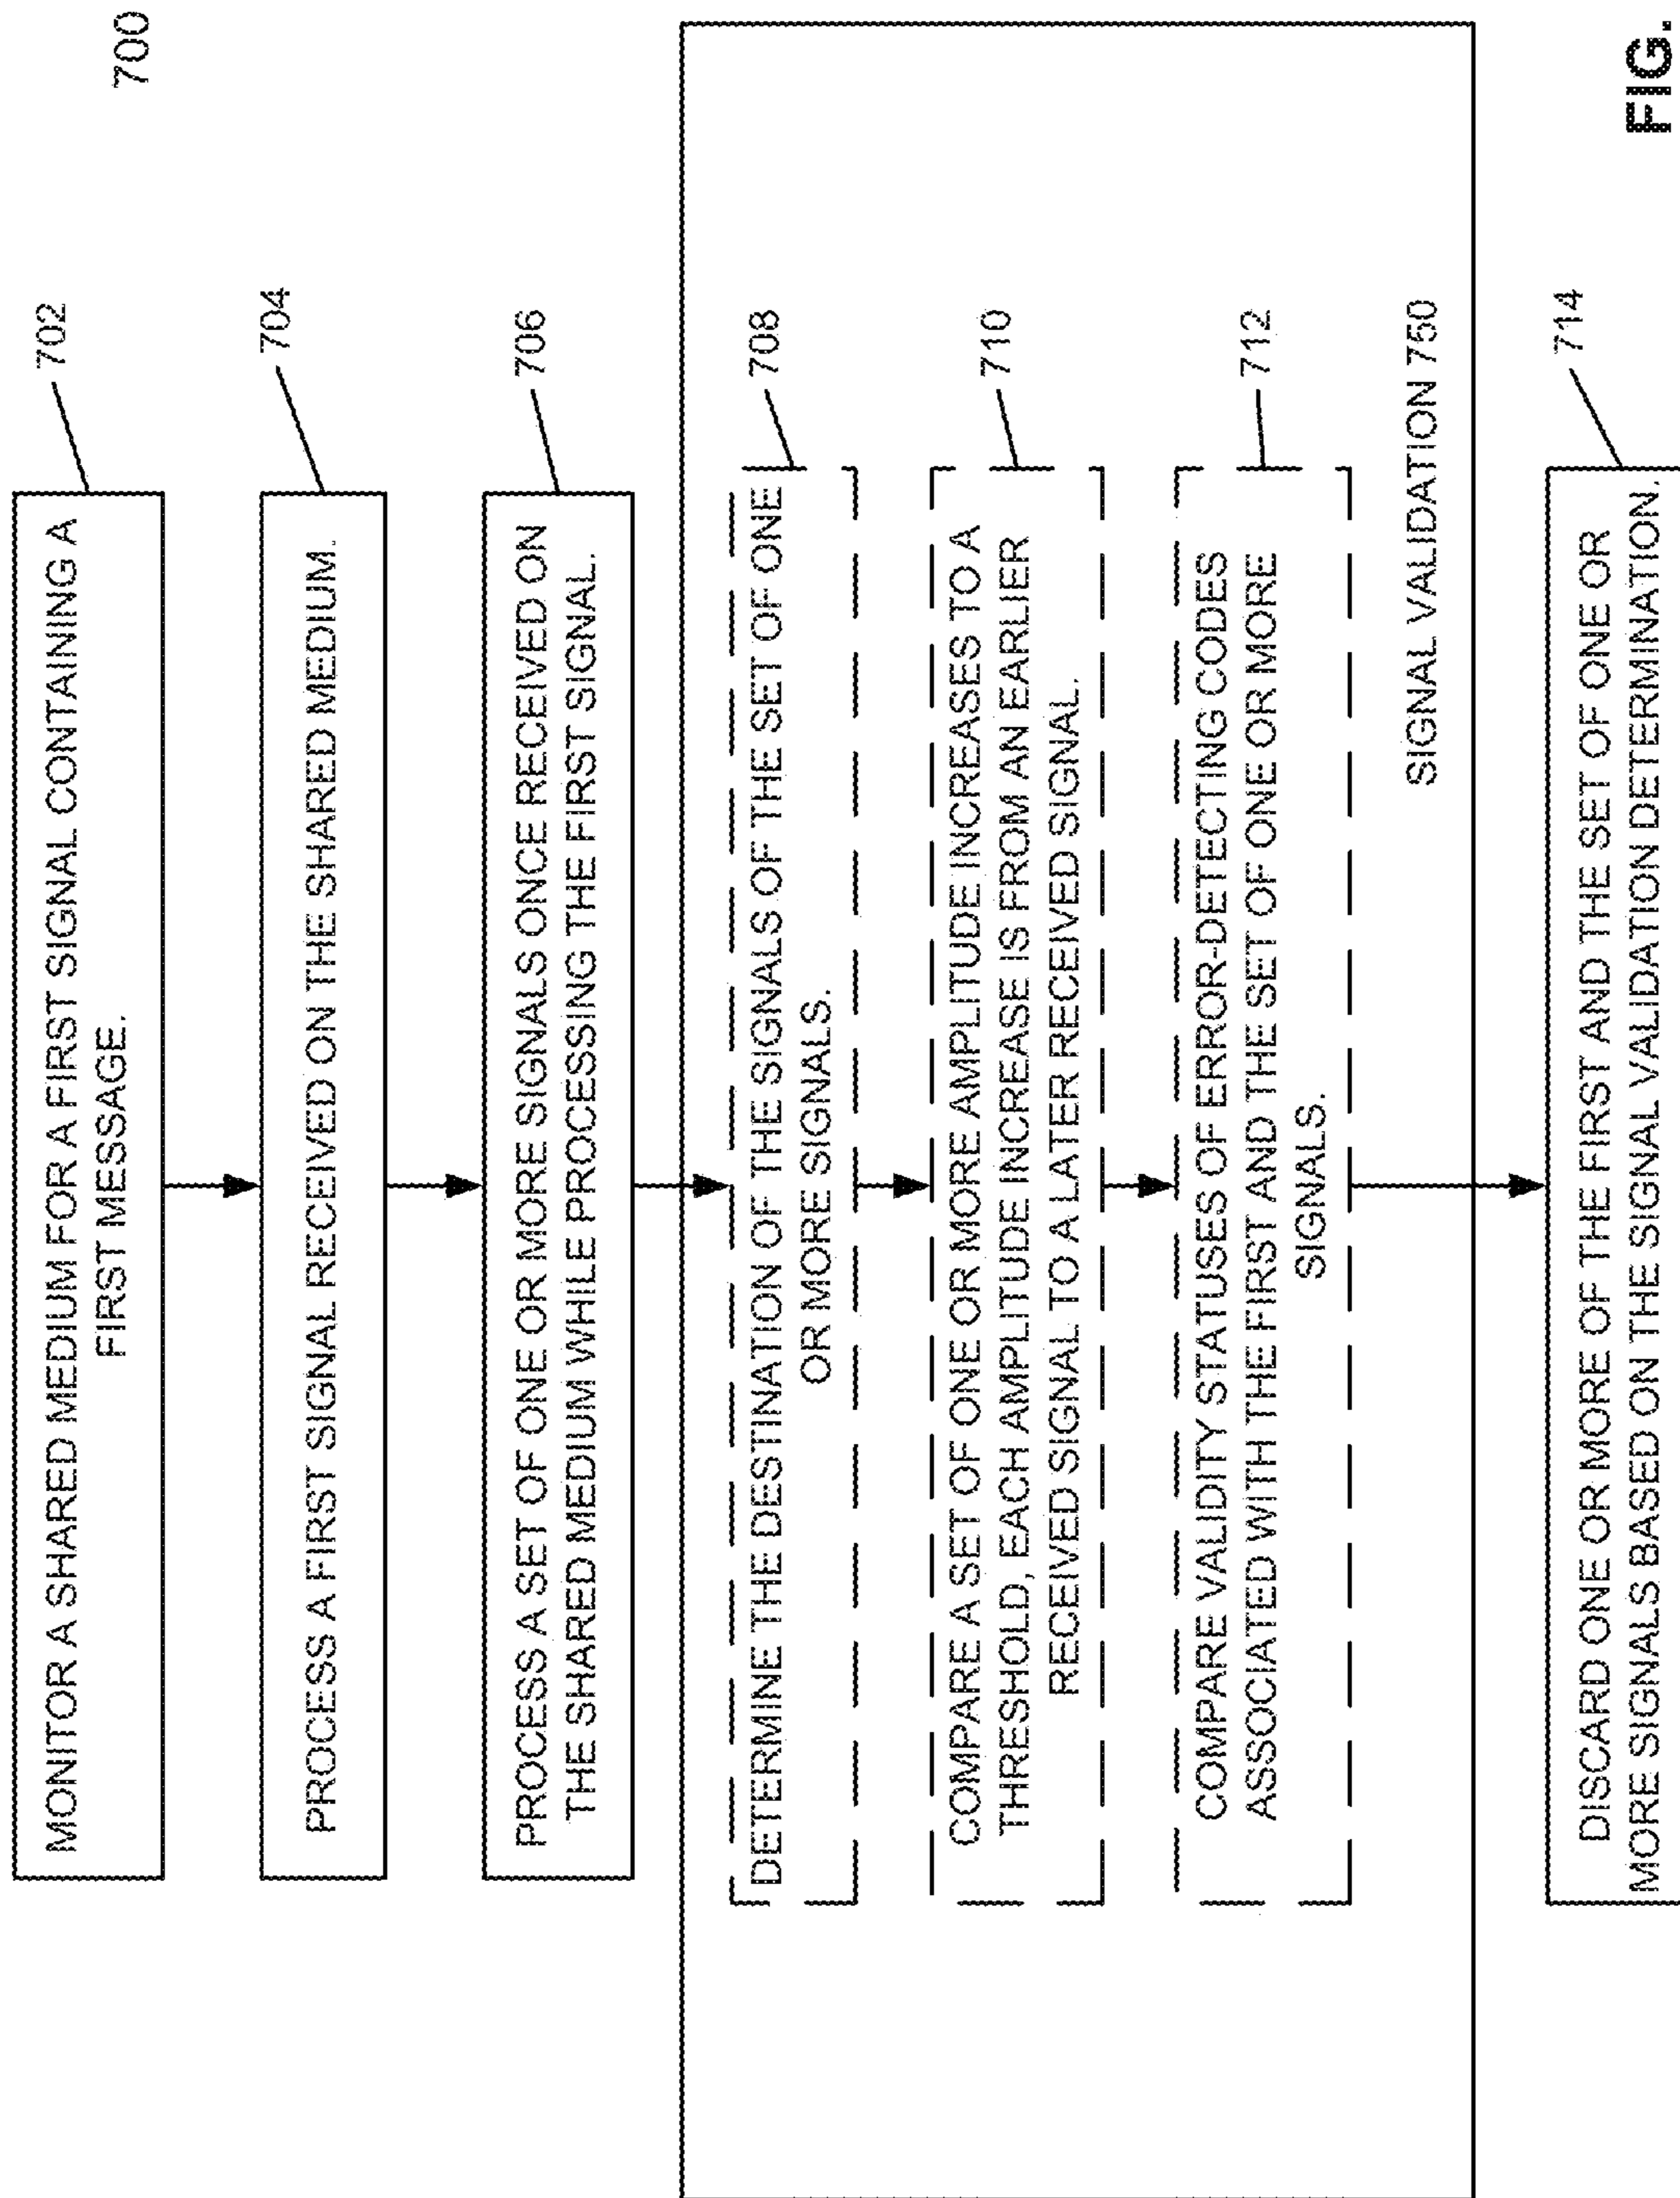 700
702
MONITOR A SHARED MEDIUM FOR A FIRST SIGNAL CONTAINING A
FIRST MESSAGE.
704
PROCESS A FIRST SIGNAL RECEIVED ON THE SHARED MEDIUM.
706
PROCESS A SET OF ONE OR MORE SIGNALS ONCE RECEIVED ON
THE SHARED MEDIUM WHILE PROCESSING THE FIRST SIGNAL.
708
DETERMINE THE DESTINATION OF THE SIGNALS OF THE SET OF ONE
OR MORE SIGNALS.
710
COMPARE A SET OF ONE OR MORE AMPLITUDE INCREASES TO A
THRESHOLD, EACH AMPLITUDE INCREASE IS FROM AN EARLIER
RECEIVED SIGNAL TO A LATER RECEIVED SIGNAL.
712
COMPARE VALIDITY STATUSES OF ERROR-DETECTING CODES
ASSOCIATED WITH THE FIRST AND THE SET OF ONE OR MORE
SIGNALS.
SIGNAL VALIDATION 750
714
DISCARD ONE OR MORE OF THE FIRST AND THE SET OF ONE OR
MORE SIGNALS BASED ON THE SIGNAL VALIDATION DETERMINATION.
FIG.